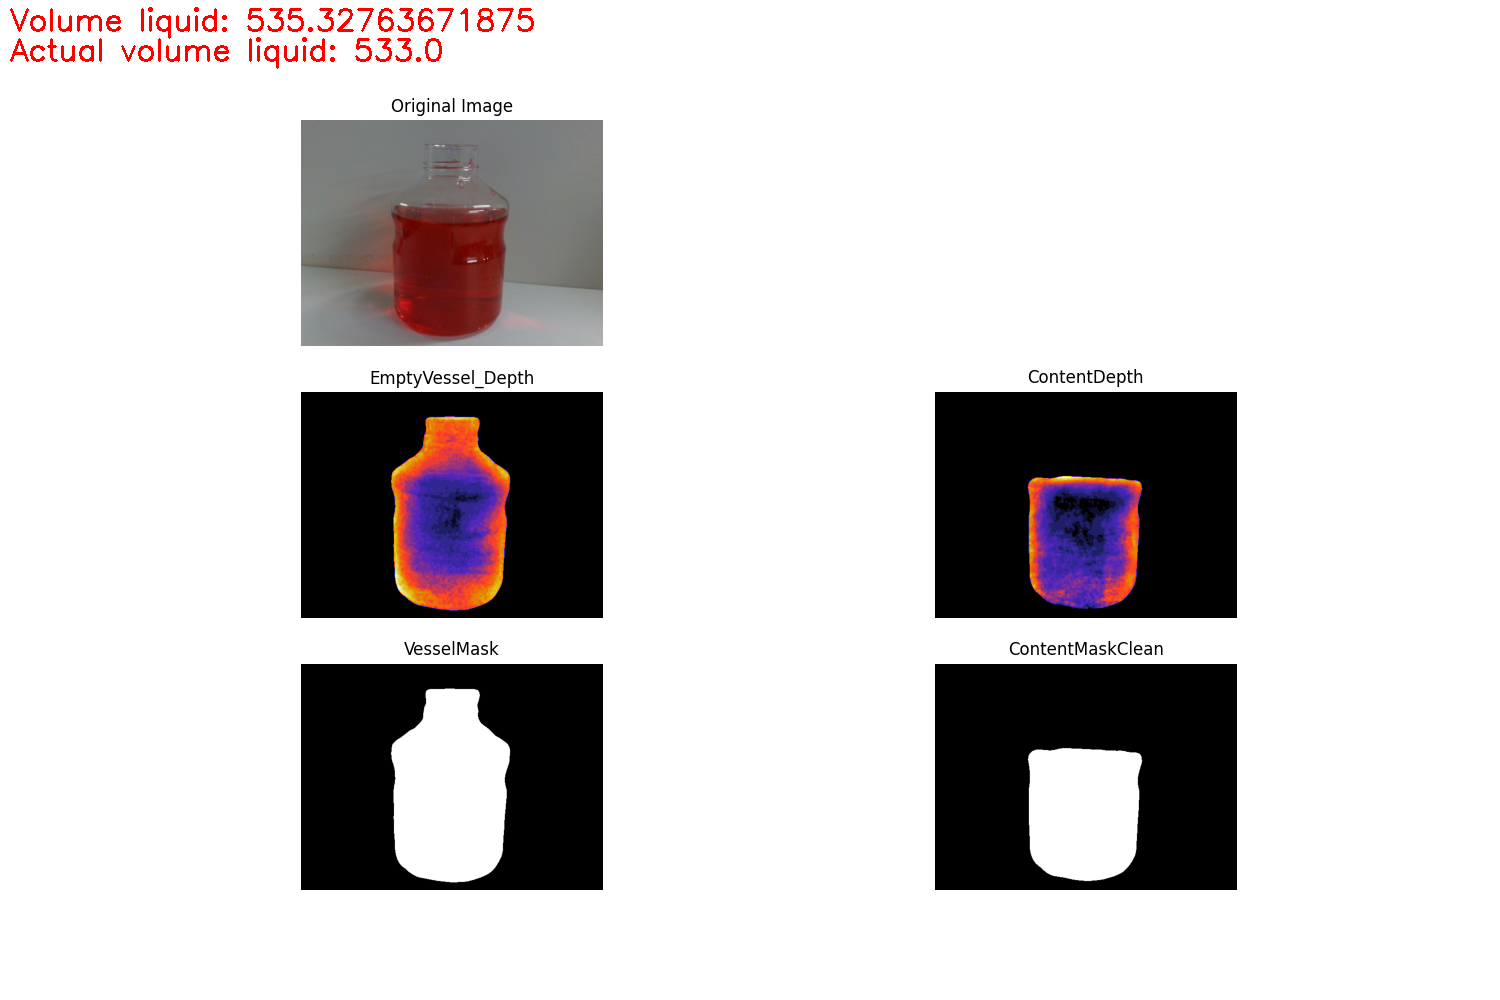 Volume liquid: 535.32763671875
Actual volume liquid: 533.0
Original Image
EmptyVessel_Depth
ContentDepth
VesselMask
ContentMaskClean